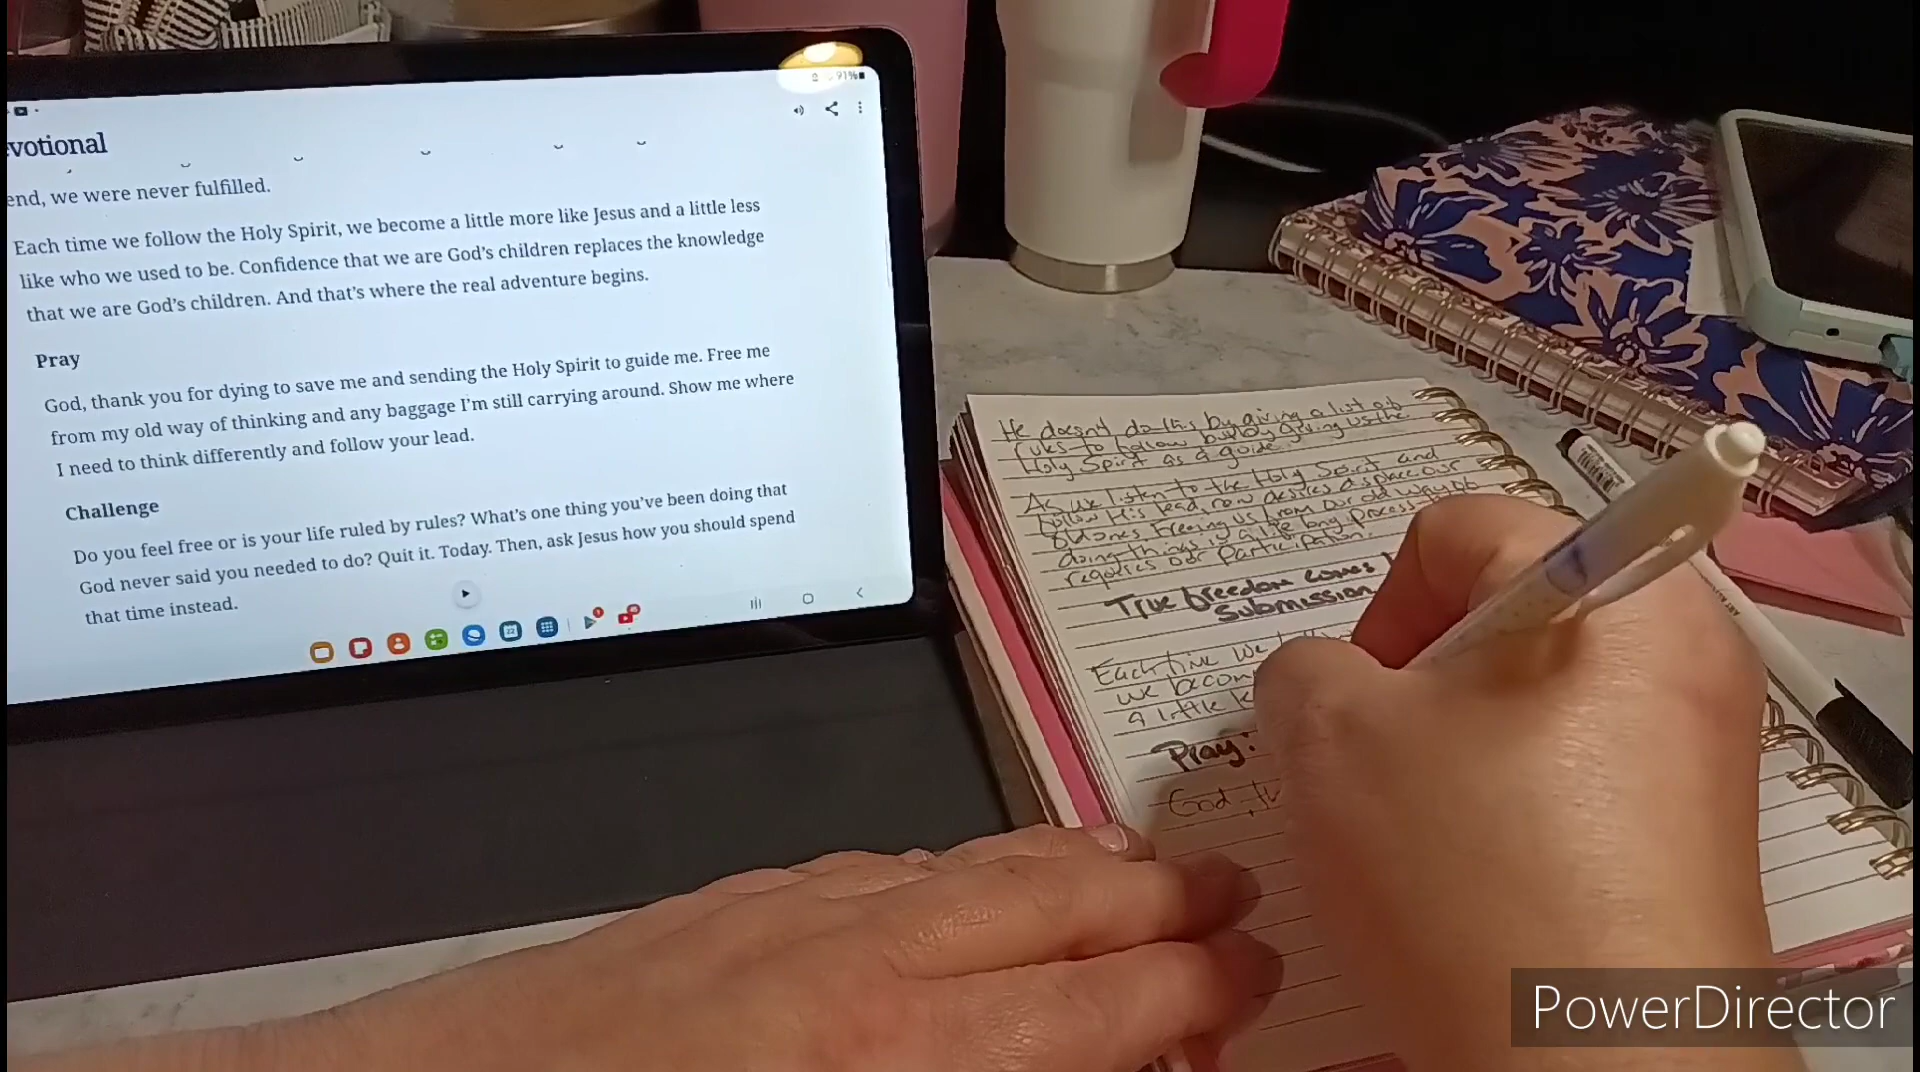 91%
votional
end, we were never fulfilled.
Each time we follow the Holy Spirit, we become a little more like Jesus and a little less
like who we used to be. Confidence that we are God's children replaces the knowledge
that we are God's children. And that's where the real adventure begins.
Pray
God, thank you for dying to save me and sending the Holy Spirit to guide me. Free me
from my old way of thinking and any baggage I'm still carrying around. Show me where
I need to think differently and follow your lead.
Challenge
Do you feel free or is your life ruled by rules? What's one thing you've been doing that
God never said you needed to do? Quit it. Today. Then, ask Jesus how you should spend
that time instead.
22
He doesn't do this by giving a list of
rules to follow but by giving us the
Holy Spirit as a guide.
As we listen to the Holy Spirit and
follow His lead, new desires displace our
old ones. Freeing us from our old way of
doing things is a life long process
requires our participation.
True freedom comes
submission
Each time we
we becom
a little
Pray:
God, th
PowerDirector